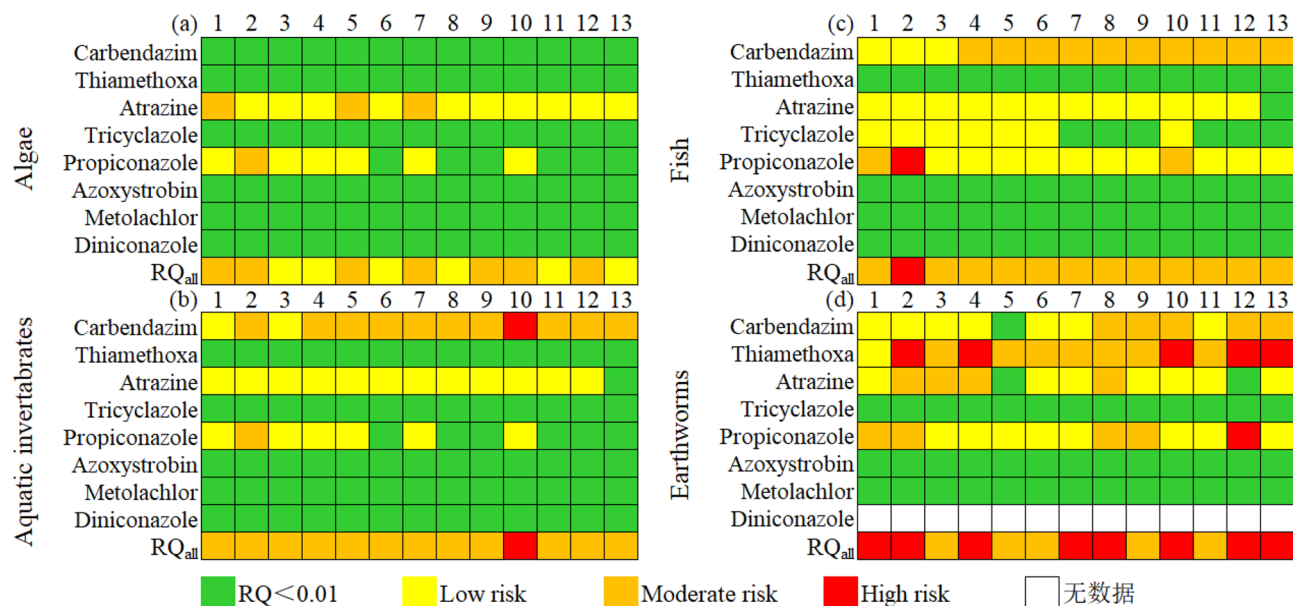 (a) 1 2 3 4 5 6 7 8 9 10 11 12 13
Algae
Carbendazim
Thiamethoxa
Atrazine
Tricyclazole
Propiconazole
Azoxystrobin
Metolachlor
Diniconazole
RQall
(b) 1 2 3 4 5 6 7 8 9 10 11 12 13
Aquatic invertabrates
Carbendazim
Thiamethoxa
Atrazine
Tricyclazole
Propiconazole
Azoxystrobin
Metolachlor
Diniconazole
RQall
(c) 1 2 3 4 5 6 7 8 9 10 11 12 13
Fish
Carbendazim
Thiamethoxa
Atrazine
Tricyclazole
Propiconazole
Azoxystrobin
Metolachlor
Diniconazole
RQall
(d) 1 2 3 4 5 6 7 8 9 10 11 12 13
Earthworms
Carbendazim
Thiamethoxa
Atrazine
Tricyclazole
Propiconazole
Azoxystrobin
Metolachlor
Diniconazole
RQall
RQ＜0.01 Low risk Moderate risk High risk 无数据